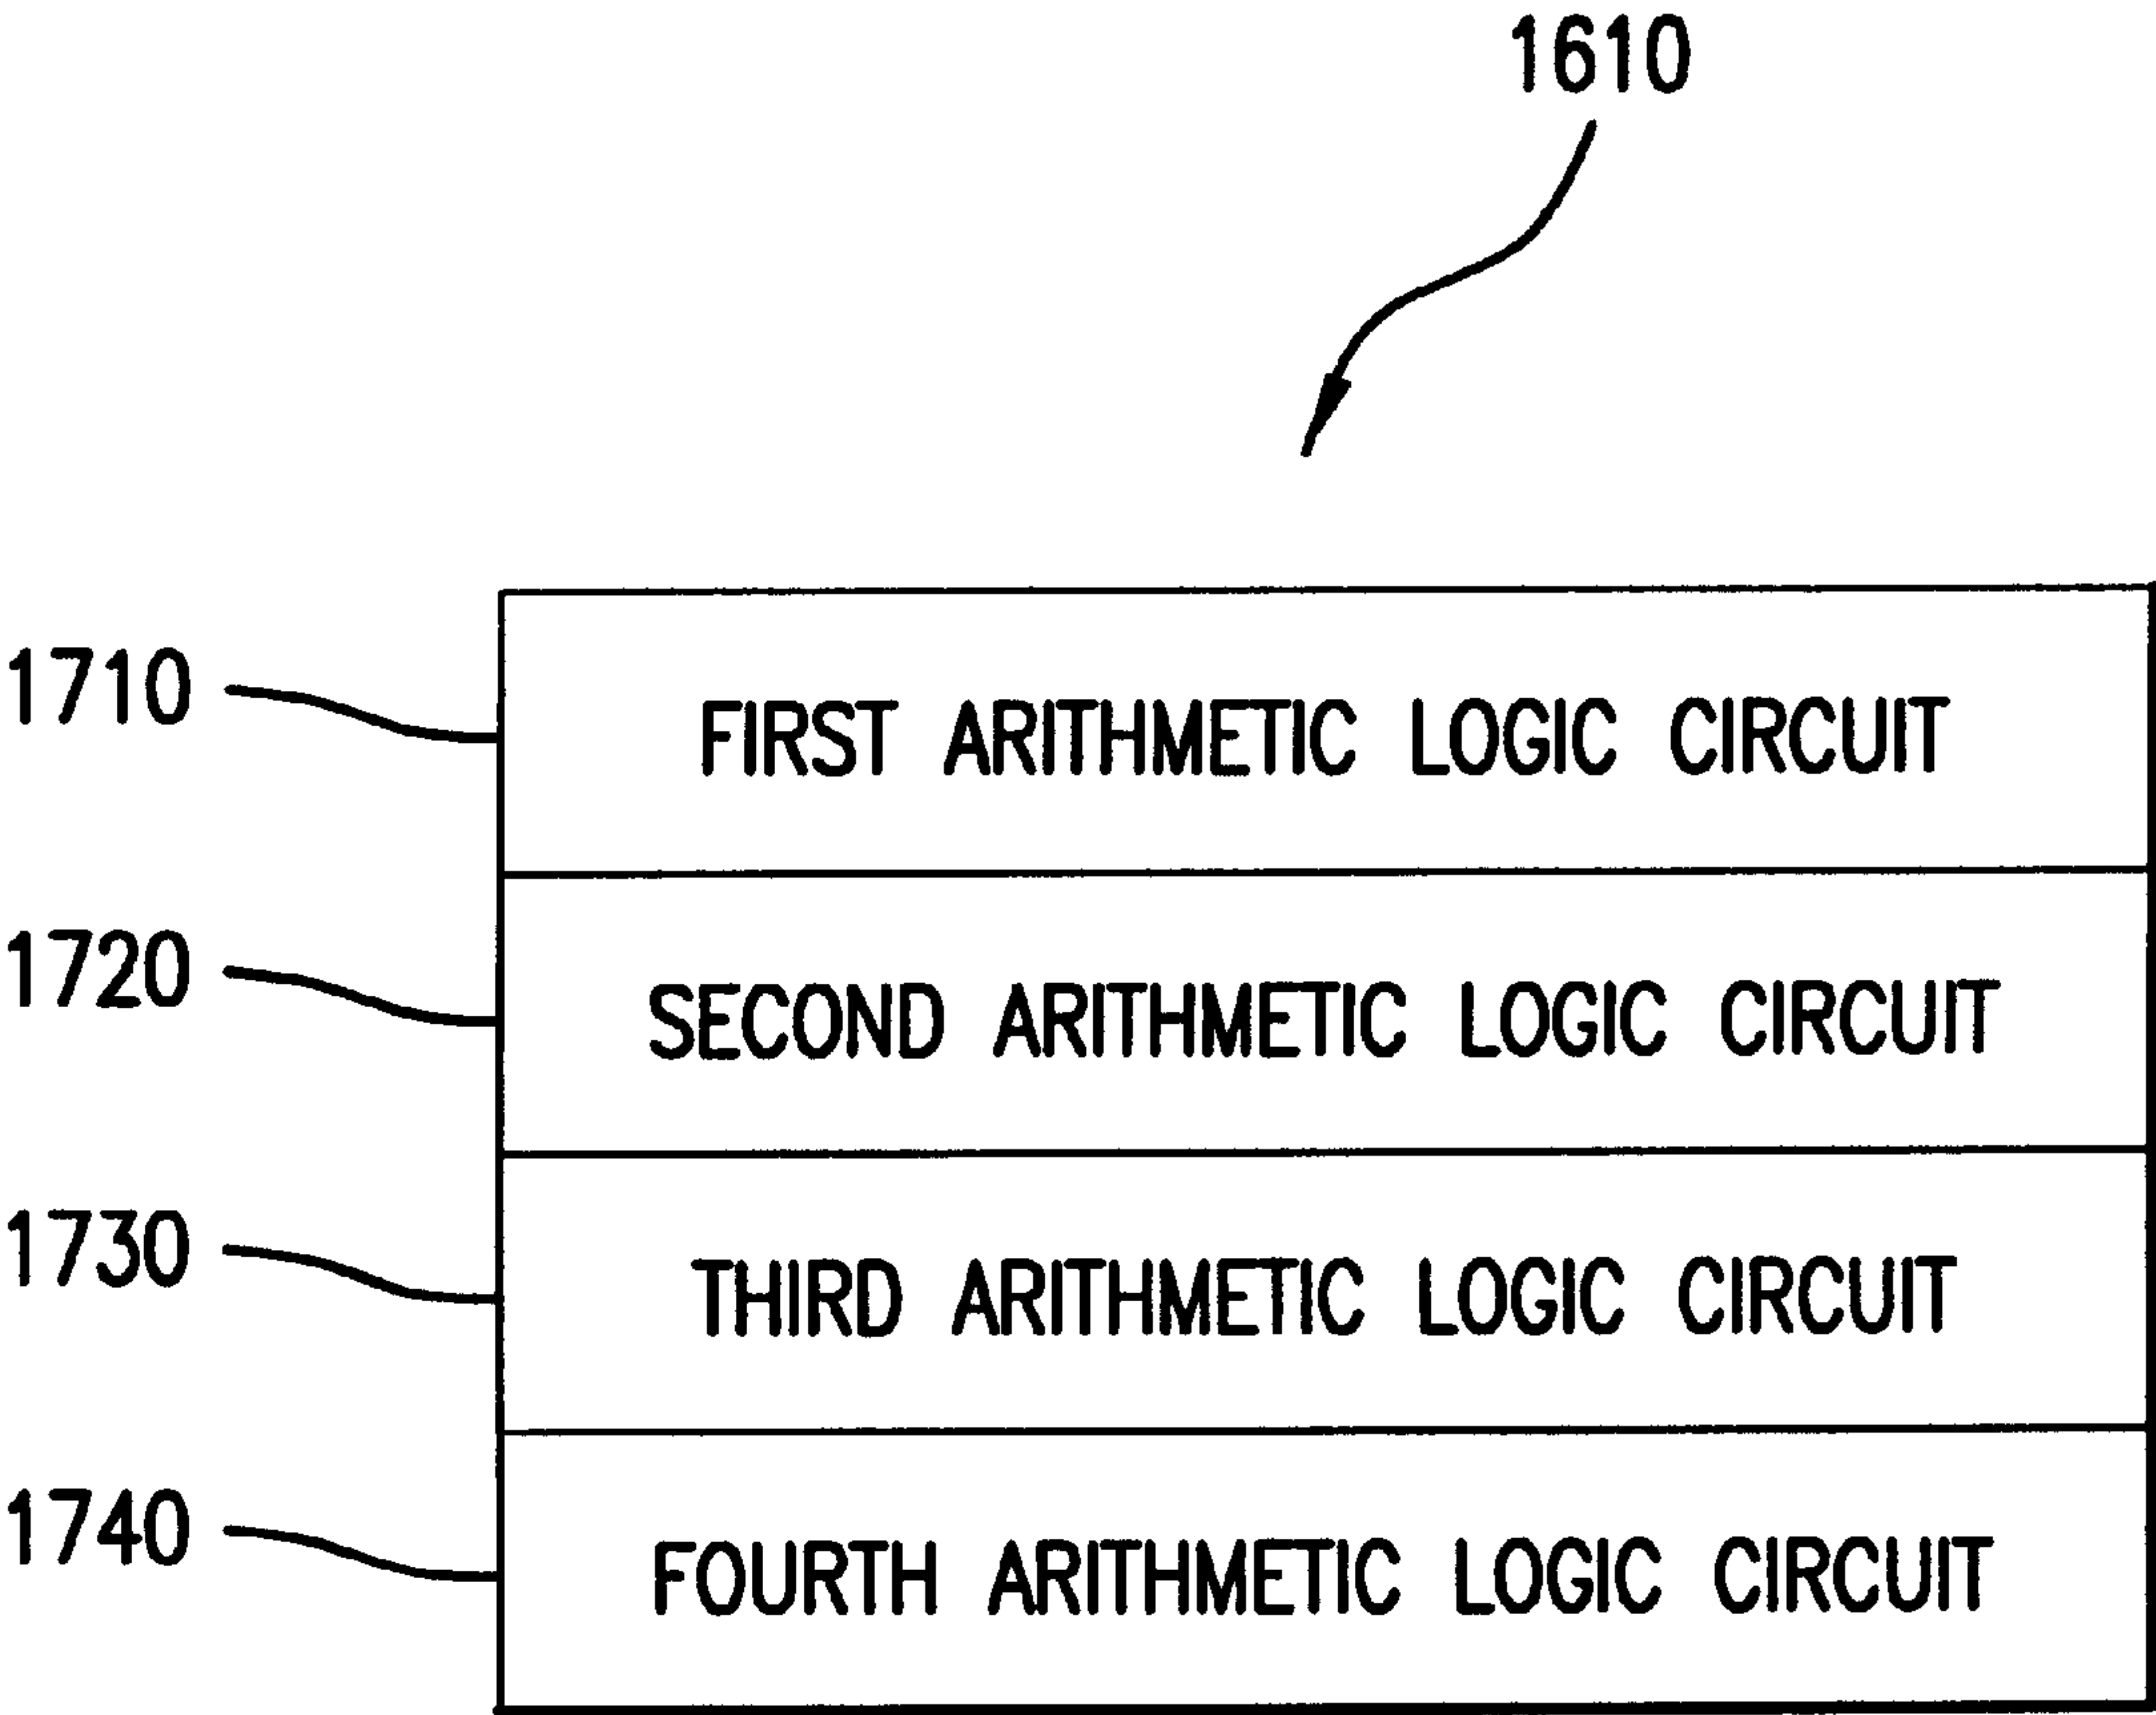 1610
1710 FIRST ARITHMETIC LOGIC CIRCUIT
1720 SECOND ARITHMETIC LOGIC CIRCUIT
1730 THIRD ARITHMETIC LOGIC CIRCUIT
1740 FOURTH ARITHMETIC LOGIC CIRCUIT